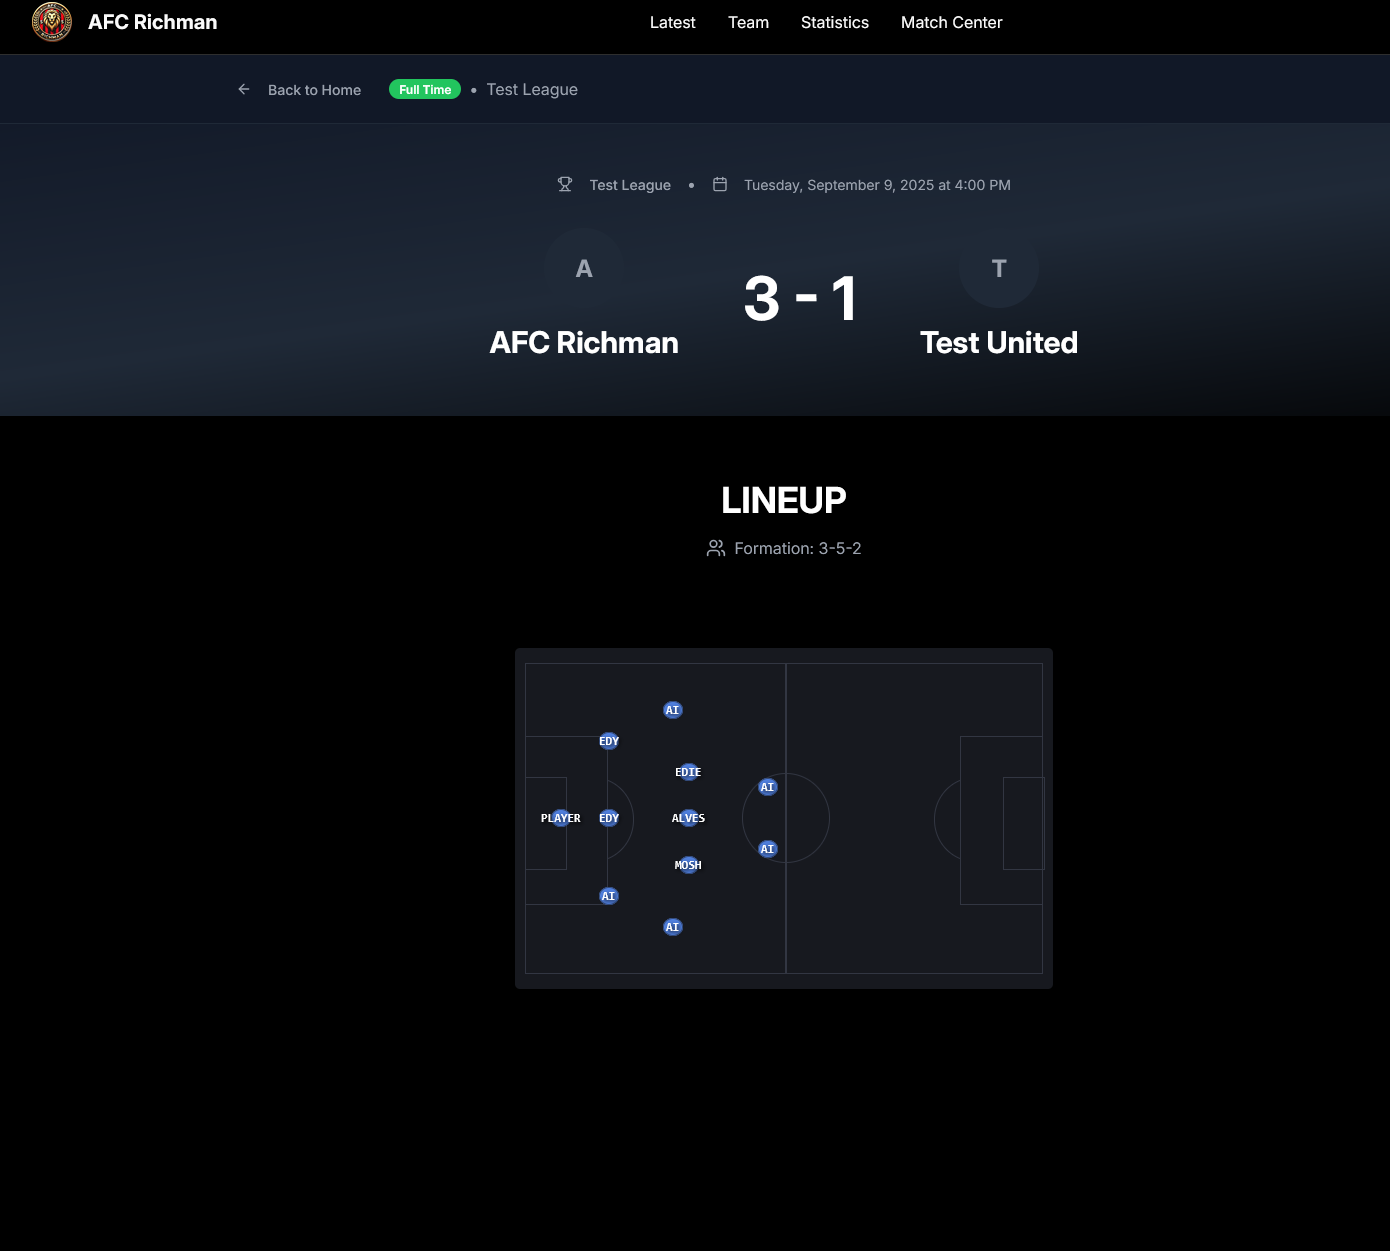 AFC Richman
Latest Team Statistics Match Center
Back to Home Full Time • Test League
Test League • Tuesday, September 9, 2025 at 4:00 PM
A T
3 - 1
AFC Richman Test United
LINEUP
Formation: 3-5-2
AI
EDY
EDIE
AI
PLAYER EDY ALVES
AI
MOSH
AI
AI